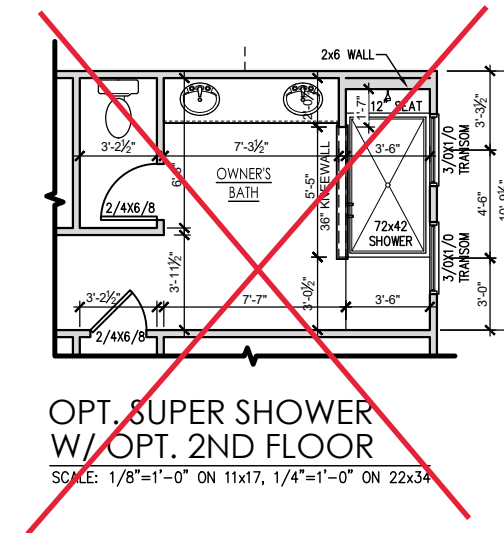 2x6 WALL
12" SEAT
1'-7"
3'-3½"
3/0X1/0
TRANSOM
3'-2½"
7'-3½"
3'-6"
OWNER'S
BATH
5'-5"
36" KNEEWALL
4'-6"
2/4X6/8
72x42
SHOWER
3/0X1/0
TRANSOM
3'-11½"
3'-0½"
3'-0"
3'-2½"
7'-7"
3'-6"
2/4X6/8
OPT. SUPER SHOWER
W/ OPT. 2ND FLOOR
SCALE: 1/8"=1'-0" ON 11x17, 1/4"=1'-0" ON 22x34